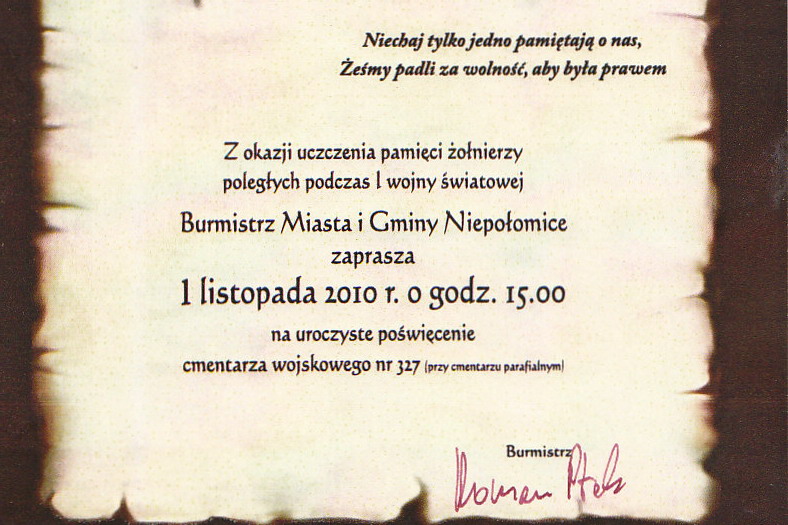 Niechaj tylko jedno pamiętają o nas,
Żeśmy padli za wolność, aby była prawem
Z okazji uczczenia pamięci żołnierzy
poległych podczas I wojny światowej
Burmistrz Miasta i Gminy Niepołomice
zaprasza
1 listopada 2010 r. o godz. 15.00
na uroczyste poświęcenie
cmentarza wojskowego nr 327 (przy cmentarzu parafialnym)
Burmistrz
Roman Ptak